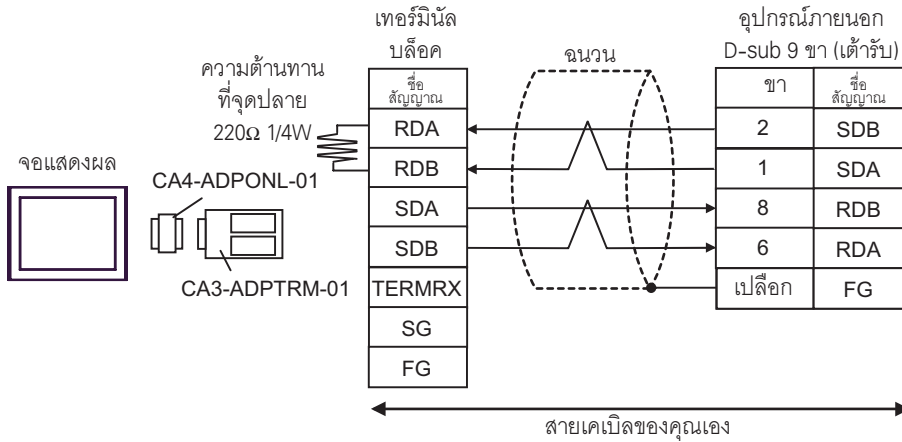 เทอร์มินัล
บล็อค
อุปกรณ์ภายนอก
D-sub 9 ขา (เต้ารับ)
ฉนวน
ความต้านทาน
ที่จุดปลาย
220Ω 1/4W
ชื่อ
สัญญาณ
ขา
ชื่อ
สัญญาณ
RDA
2
SDB
RDB
1
SDA
จอแสดงผล
CA4-ADPONL-01
SDA
8
RDB
SDB
6
RDA
CA3-ADPTRM-01
TERMRX
เปลือก
FG
SG
FG
สายเคเบิลของคุณเอง